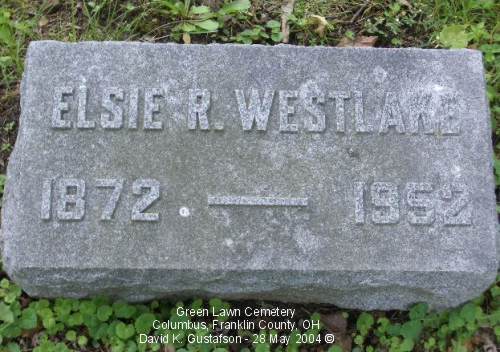 ELSIE R. WESTLAKE
1872 — 1952
Green Lawn Cemetery
Columbus, Franklin County, OH
David K. Gustafson - 28 May 2004 ©